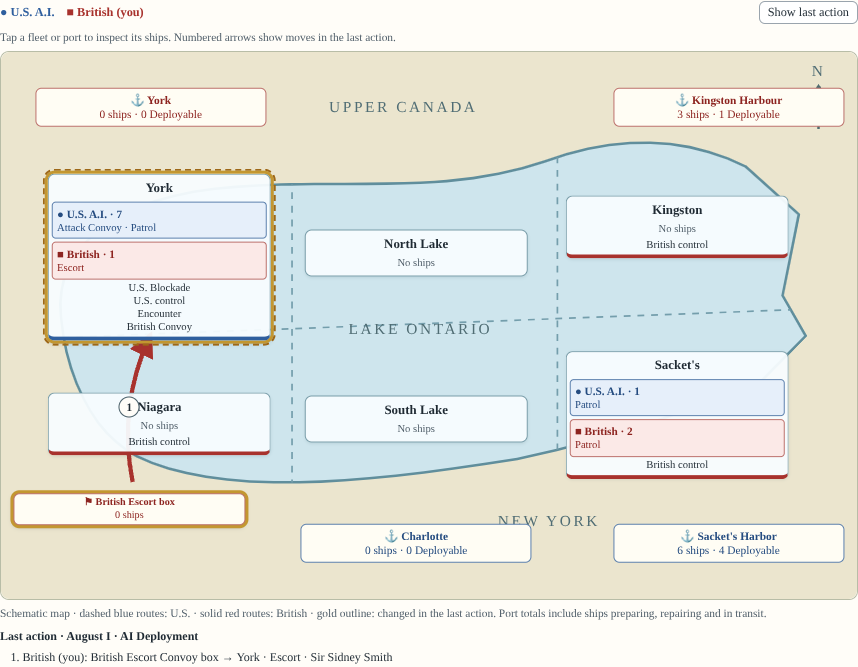 ● U.S. A.I. ■ British (you)
Show last action
Tap a fleet or port to inspect its ships. Numbered arrows show moves in the last action.
N
⚓ York
0 ships · 0 Deployable
UPPER CANADA
⚓ Kingston Harbour
3 ships · 1 Deployable
York
● U.S. A.I. · 7
Attack Convoy · Patrol
■ British · 1
Escort
U.S. Blockade
U.S. control
Encounter
British Convoy
North Lake
No ships
Kingston
No ships
British control
LAKE ONTARIO
Sacket's
● U.S. A.I. · 1
Patrol
■ British · 2
Patrol
British control
1
Niagara
No ships
British control
South Lake
No ships
⚑ British Escort box
0 ships
NEW YORK
⚓ Charlotte
0 ships · 0 Deployable
⚓ Sacket's Harbor
6 ships · 4 Deployable
Schematic map · dashed blue routes: U.S. · solid red routes: British · gold outline: changed in the last action. Port totals include ships preparing, repairing and in transit.
Last action · August I · AI Deployment
1. British (you): British Escort Convoy box → York · Escort · Sir Sidney Smith